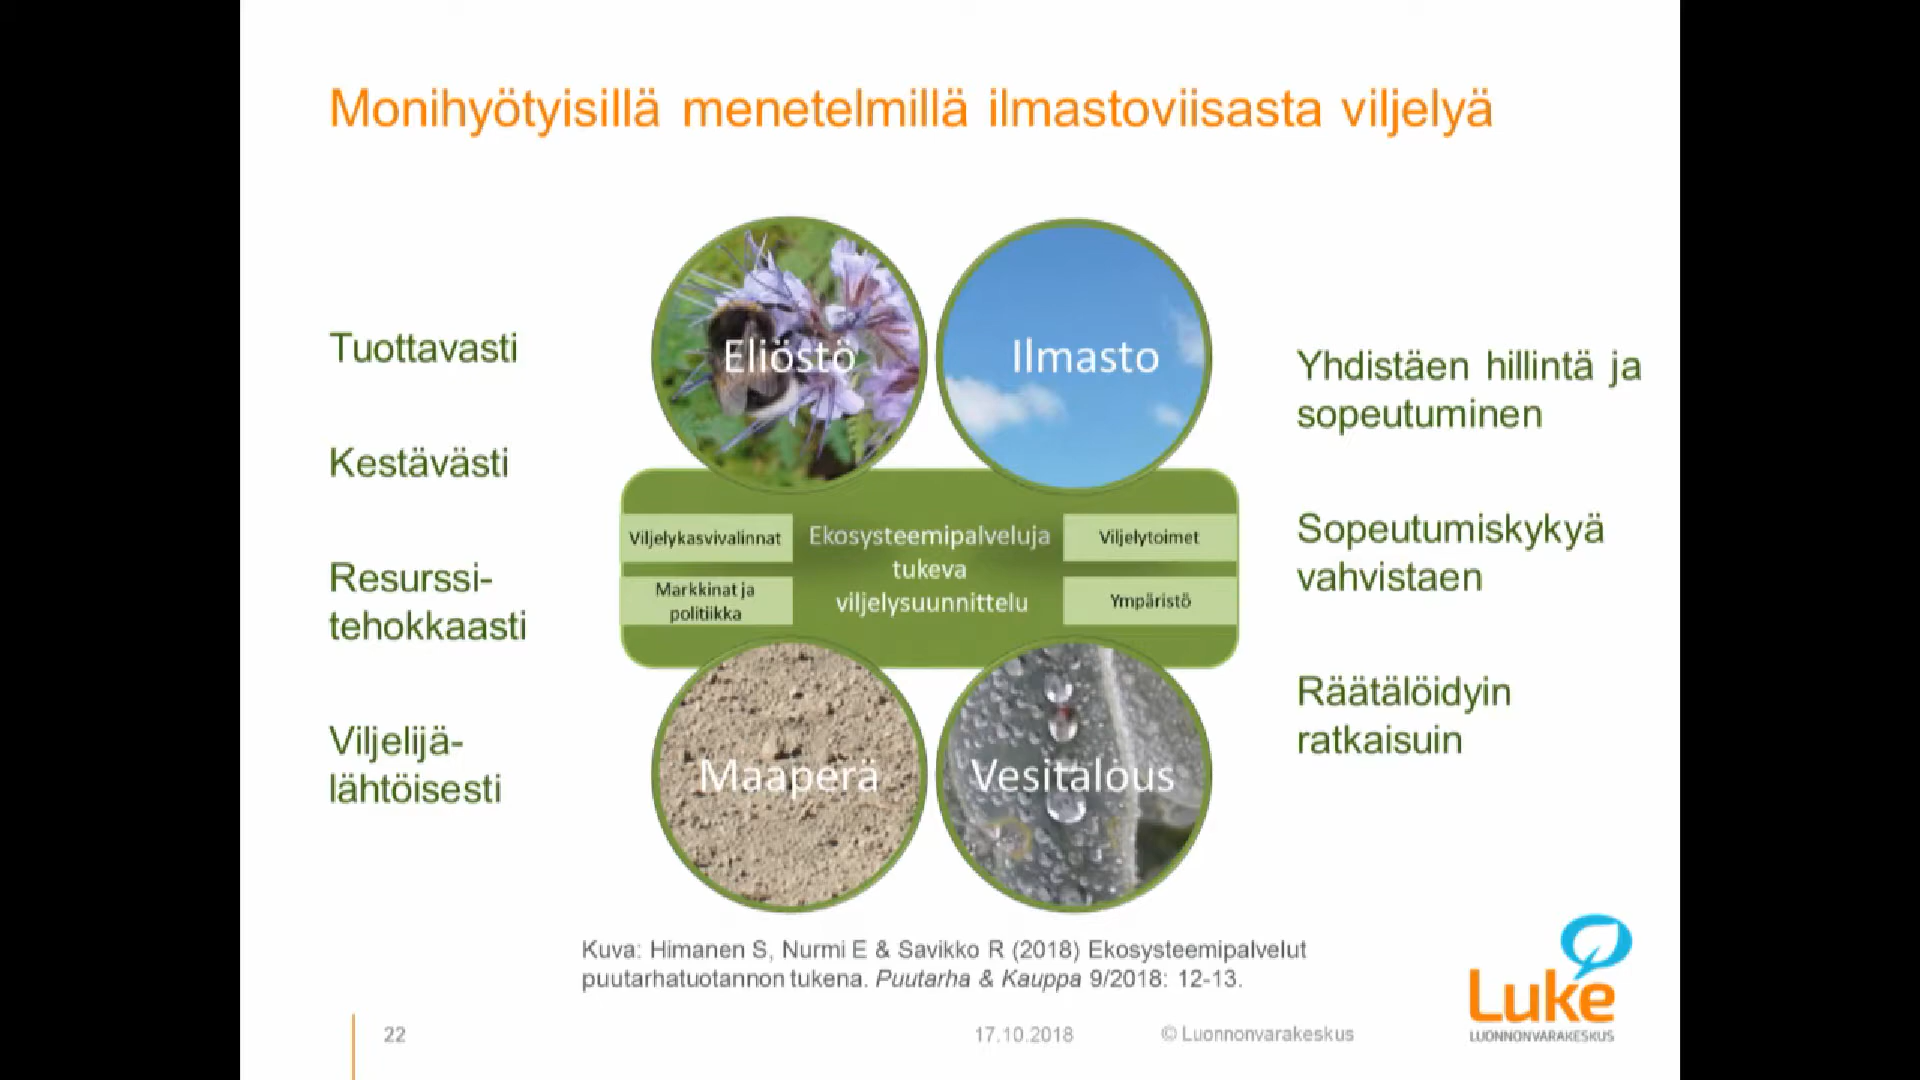 Monihyötyisillä menetelmillä ilmastoviisasta viljelyä
Tuottavasti
Kestävästi
Resurssi-
tehokkaasti
Viljelijä-
lähtöisesti
Eliöstö
Ilmasto
Viljelykasvivalinnat
Markkinat ja
politiikka
Ekosysteemipalveluja
tukeva
viljelysuunnittelu
Viljelytoimet
Ympäristö
Maaperä
Vesitalous
Yhdistäen hillintä ja
sopeutuminen
Sopeutumiskykyä
vahvistaen
Räätälöidyin
ratkaisuin
Kuva: Himanen S, Nurmi E & Savikko R (2018) Ekosysteemipalvelut
puutarhatuotannon tukena. Puutarha & Kauppa 9/2018: 12-13.
22
17.10.2018
© Luonnonvarakeskus
Luke
LUONNONVARAKESKUS